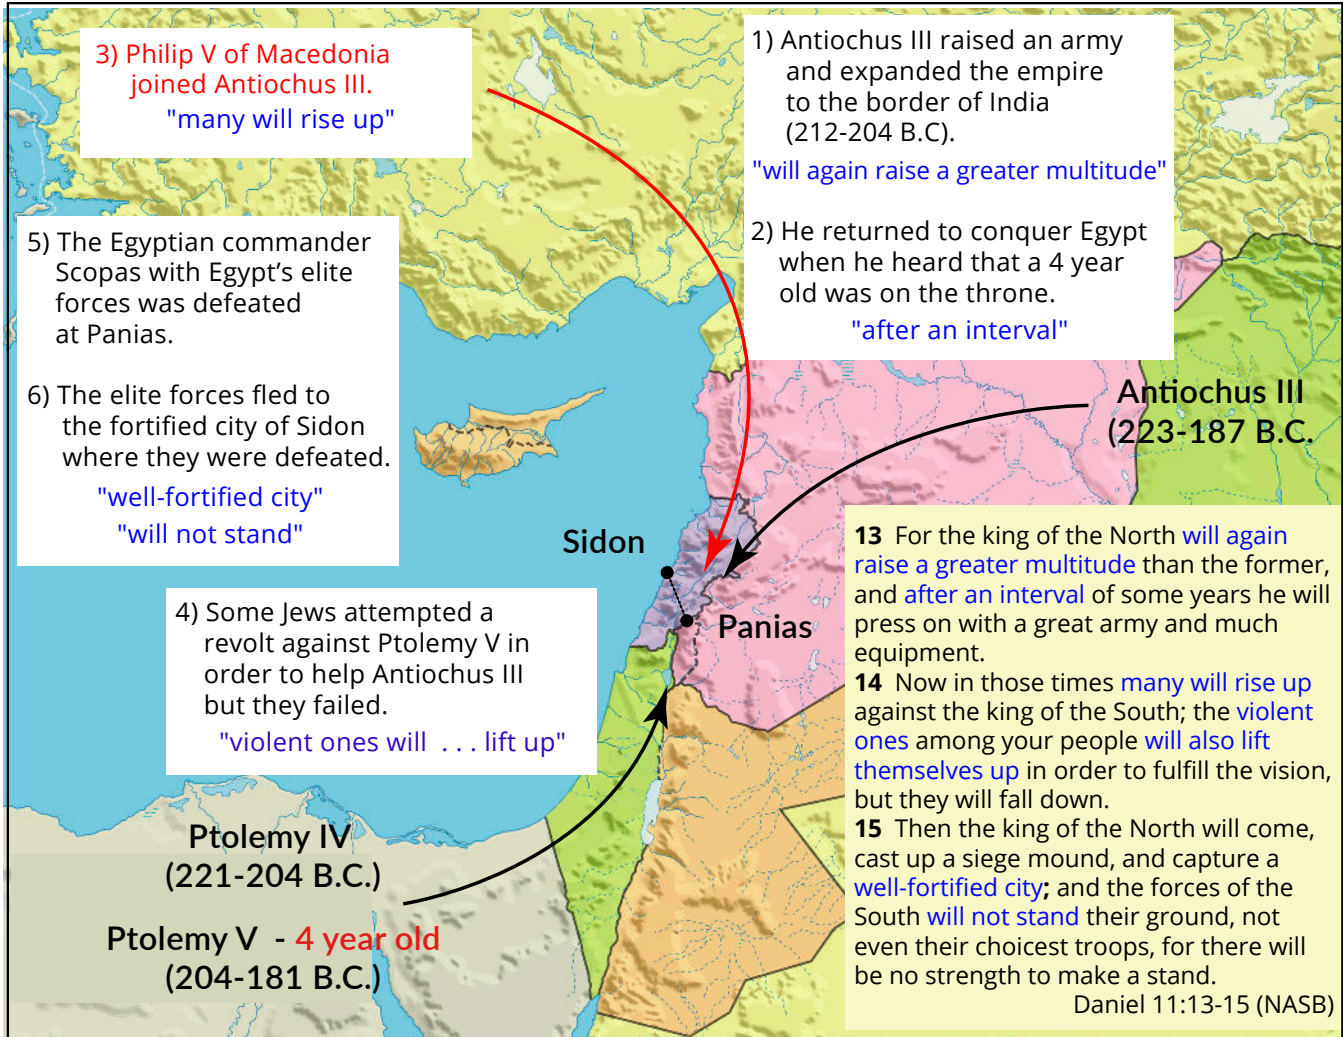 3) Philip V of Macedonia
joined Antiochus III.
"many will rise up"
1) Antiochus III raised an army
and expanded the empire
to the border of India
(212-204 B.C).
"will again raise a greater multitude"
2) He returned to conquer Egypt
when he heard that a 4 year
old was on the throne.
"after an interval"
5) The Egyptian commander
Scopas with Egypt's elite
forces was defeated
at Panias.
6) The elite forces fled to
the fortified city of Sidon
where they were defeated.
"well-fortified city"
"will not stand"
Antiochus III
(223-187 B.C.
Sidon
Panias
4) Some Jews attempted a
revolt against Ptolemy V in
order to help Antiochus III
but they failed.
"violent ones will . . . lift up"
Ptolemy IV
(221-204 B.C.)
Ptolemy V - 4 year old
(204-181 B.C.)
13 For the king of the North will again
raise a greater multitude than the former,
and after an interval of some years he will
press on with a great army and much
equipment.
14 Now in those times many will rise up
against the king of the South; the violent
ones among your people will also lift
themselves up in order to fulfill the vision,
but they will fall down.
15 Then the king of the North will come,
cast up a siege mound, and capture a
well-fortified city; and the forces of the
South will not stand their ground, not
even their choicest troops, for there will
be no strength to make a stand.
Daniel 11:13-15 (NASB)